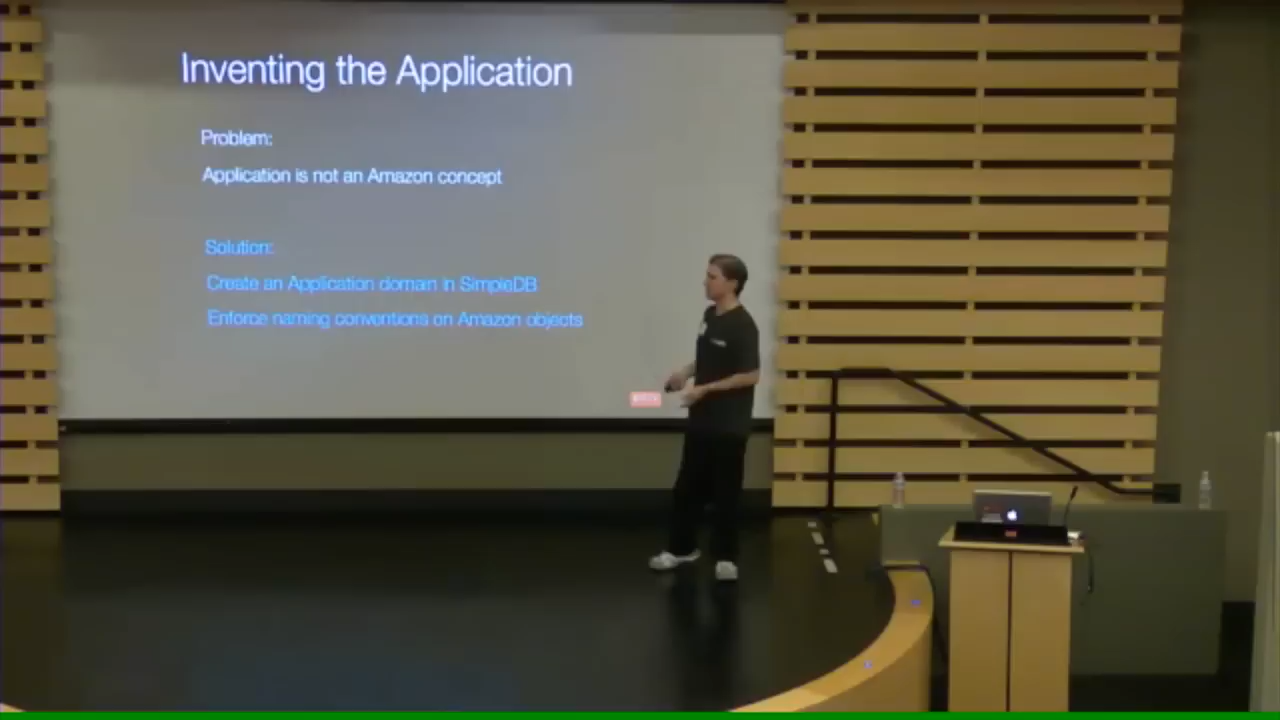 Inventing the Application
Problem:
Application is not an Amazon concept
Solution:
Create an Application domain in SimpleDB
Enforce naming conventions on Amazon objects